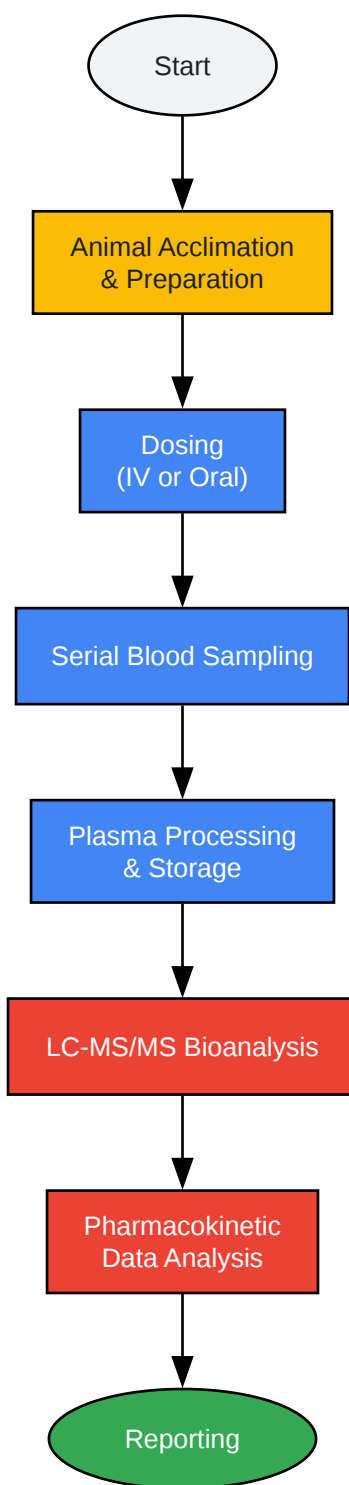 Start
Animal Acclimation
& Preparation
Dosing
(IV or Oral)
Serial Blood Sampling
Plasma Processing
& Storage
LC-MS/MS Bioanalysis
Pharmacokinetic
Data Analysis
Reporting